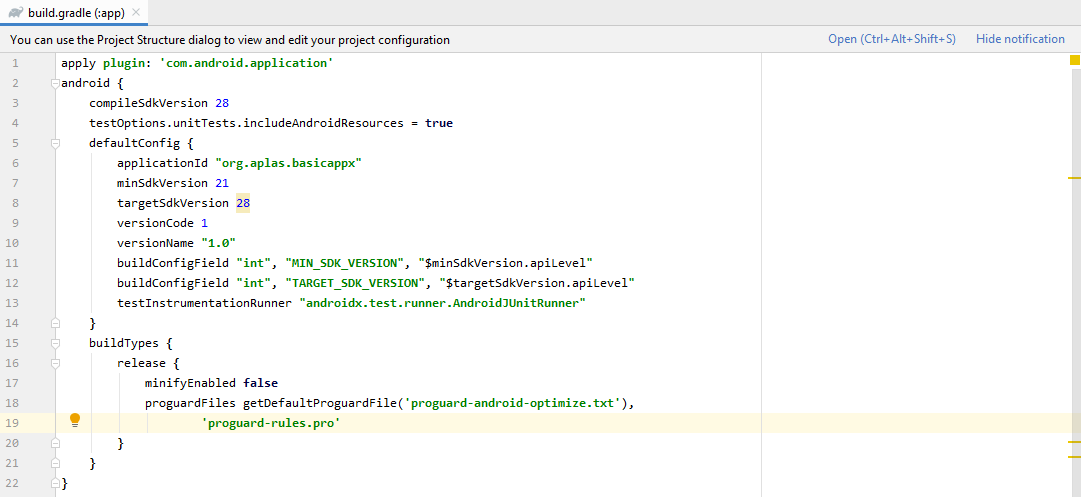 build.gradle (:app)
You can use the Project Structure dialog to view and edit your project configuration Open (Ctrl+Alt+Shift+S) Hide notification
1 apply plugin: 'com.android.application'
2 android {
3 compileSdkVersion 28
4 testOptions.unitTests.includeAndroidResources = true
5 defaultConfig {
6 applicationId "org.aplas.basicappx"
7 minSdkVersion 21
8 targetSdkVersion 28
9 versionCode 1
10 versionName "1.0"
11 buildConfigField "int", "MIN_SDK_VERSION", "$minSdkVersion.apiLevel"
12 buildConfigField "int", "TARGET_SDK_VERSION", "$targetSdkVersion.apiLevel"
13 testInstrumentationRunner "androidx.test.runner.AndroidJUnitRunner"
14 }
15 buildTypes {
16 release {
17 minifyEnabled false
18 proguardFiles getDefaultProguardFile('proguard-android-optimize.txt'),
19 'proguard-rules.pro'
20 }
21 }
22 }